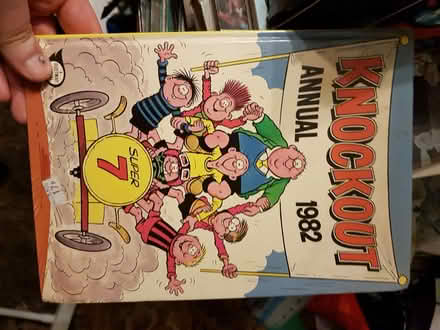 KNOCKOUT
ANNUAL 1982
SUPER
7